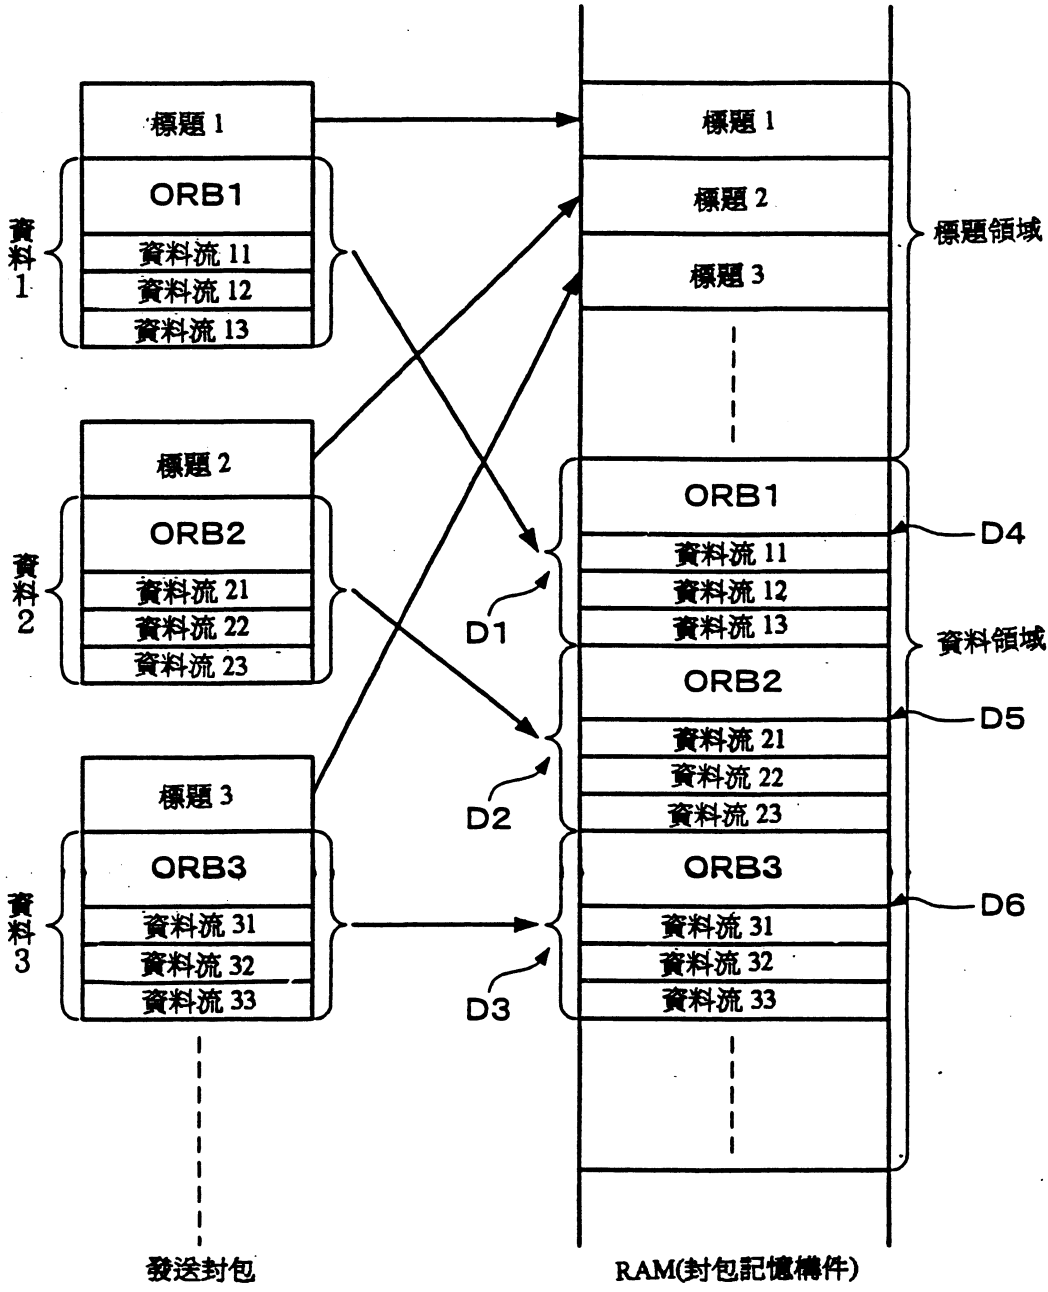 標題 1
ORB1
資料流 11
資料流 12
資料流 13
資料1
標題 2
ORB2
資料流 21
資料流 22
資料流 23
資料2
標題 3
ORB3
資料流 31
資料流 32
資料流 33
資料3
發送封包
標題 1
標題 2
標題 3
標題領域
ORB1
資料流 11
資料流 12
資料流 13
ORB2
資料流 21
資料流 22
資料流 23
ORB3
資料流 31
資料流 32
資料流 33
資料領域
D1
D2
D3
D4
D5
D6
RAM(封包記憶構件)